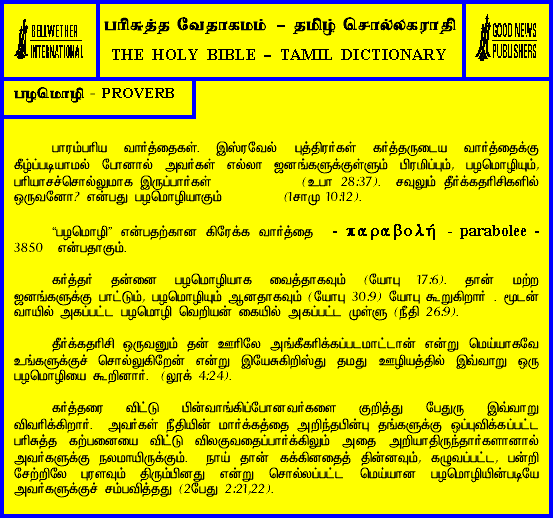 BELLWETHER
INTERNATIONAL
பரிசுத்த வேதாகமம் – தமிழ் சொல்லகராதி
THE HOLY BIBLE – TAMIL DICTIONARY
GOOD NEWS
PUBLISHERS
பழமொழி - PROVERB
பாரம்பரிய வார்த்தைகள். இஸ்ரவேல் புத்திரர்கள் கர்த்தருடைய வார்த்தைக்கு
கீழ்ப்படியாமல் போனால் அவர்கள் எல்லா ஜனங்களுக்குள்ளும் பிரமிப்பும், பழமொழியும்,
பரியாசச்சொல்லுமாக இருப்பார்கள் (உபா 28:37). சவுலும் தீர்க்கதரிசிகளில்
ஒருவனோ? என்பது பழமொழியாகும் (1சாமு 10:12).
“பழமொழி” என்பதற்கான கிரேக்க வார்த்தை - παραβολή - parabolee -
3850 என்பதாகும்.
கர்த்தர் தன்னை பழமொழியாக வைத்தாகவும் (யோபு 17:6). தான் மற்ற
ஜனங்களுக்கு பாட்டும், பழமொழியும் ஆனதாகவும் (யோபு 30:9) யோபு கூறுகிறார் . மூடன்
வாயில் அகப்பட்ட பழமொழி வெறியன் கையில் அகப்பட்ட முள்ளு (நீதி 26:9).
தீர்க்கதரிசி ஒருவனும் தன் ஊரிலே அங்கீகரிக்கப்படமாட்டான் என்று மெய்யாகவே
உங்களுக்குச் சொல்லுகிறேன் என்று இயேசுகிறிஸ்து தமது ஊழியத்தில் இவ்வாறு ஒரு
பழமொழியை கூறினார். (லூக் 4:24).
கர்த்தரை விட்டு பின்வாங்கிப்போனவர்களை குறித்து பேதுரு இவ்வாறு
விவரிக்கிறார். அவர்கள் நீதியின் மார்க்கத்தை அறிந்தபின்பு தங்களுக்கு ஒப்புவிக்கப்பட்ட
பரிசுத்த கற்பனையை விட்டு விலகுவதைப்பார்க்கிலும் அதை அறியாதிருந்தார்களானால்
அவர்களுக்கு நலமாயிருக்கும். நாய் தான் கக்கினதைத் தின்னவும், கழுவப்பட்ட, பன்றி
சேற்றிலே புரளவும் திரும்பினது என்று சொல்லப்பட்ட மெய்யான பழமொழியின்படியே
அவர்களுக்குச் சம்பவித்தது (2பேது 2:21,22).